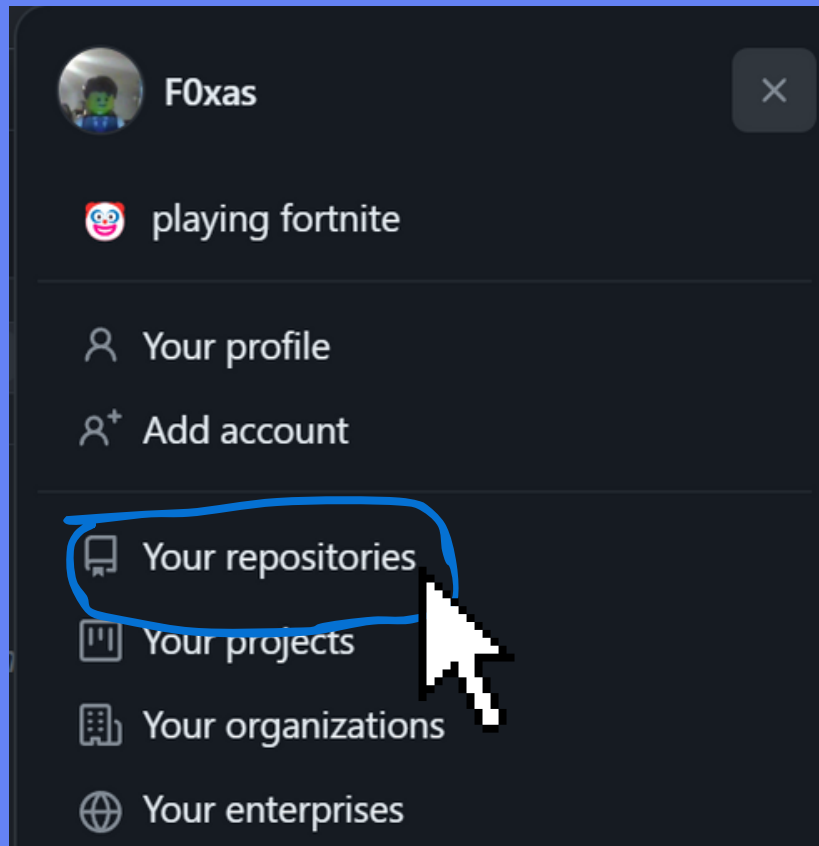 F0xas
playing fortnite
Your profile
Add account
Your repositories
Your projects
Your organizations
Your enterprises